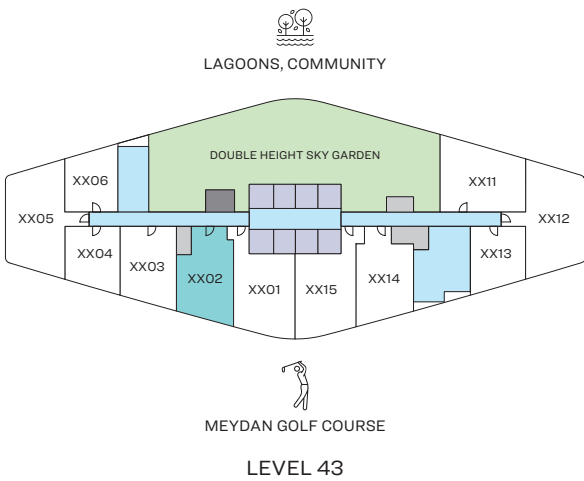 LAGOONS, COMMUNITY
DOUBLE HEIGHT SKY GARDEN
XX06
XX11
XX05
XX12
XX04
XX03
XX02
XX01
XX15
XX14
XX13
MEYDAN GOLF COURSE
LEVEL 43